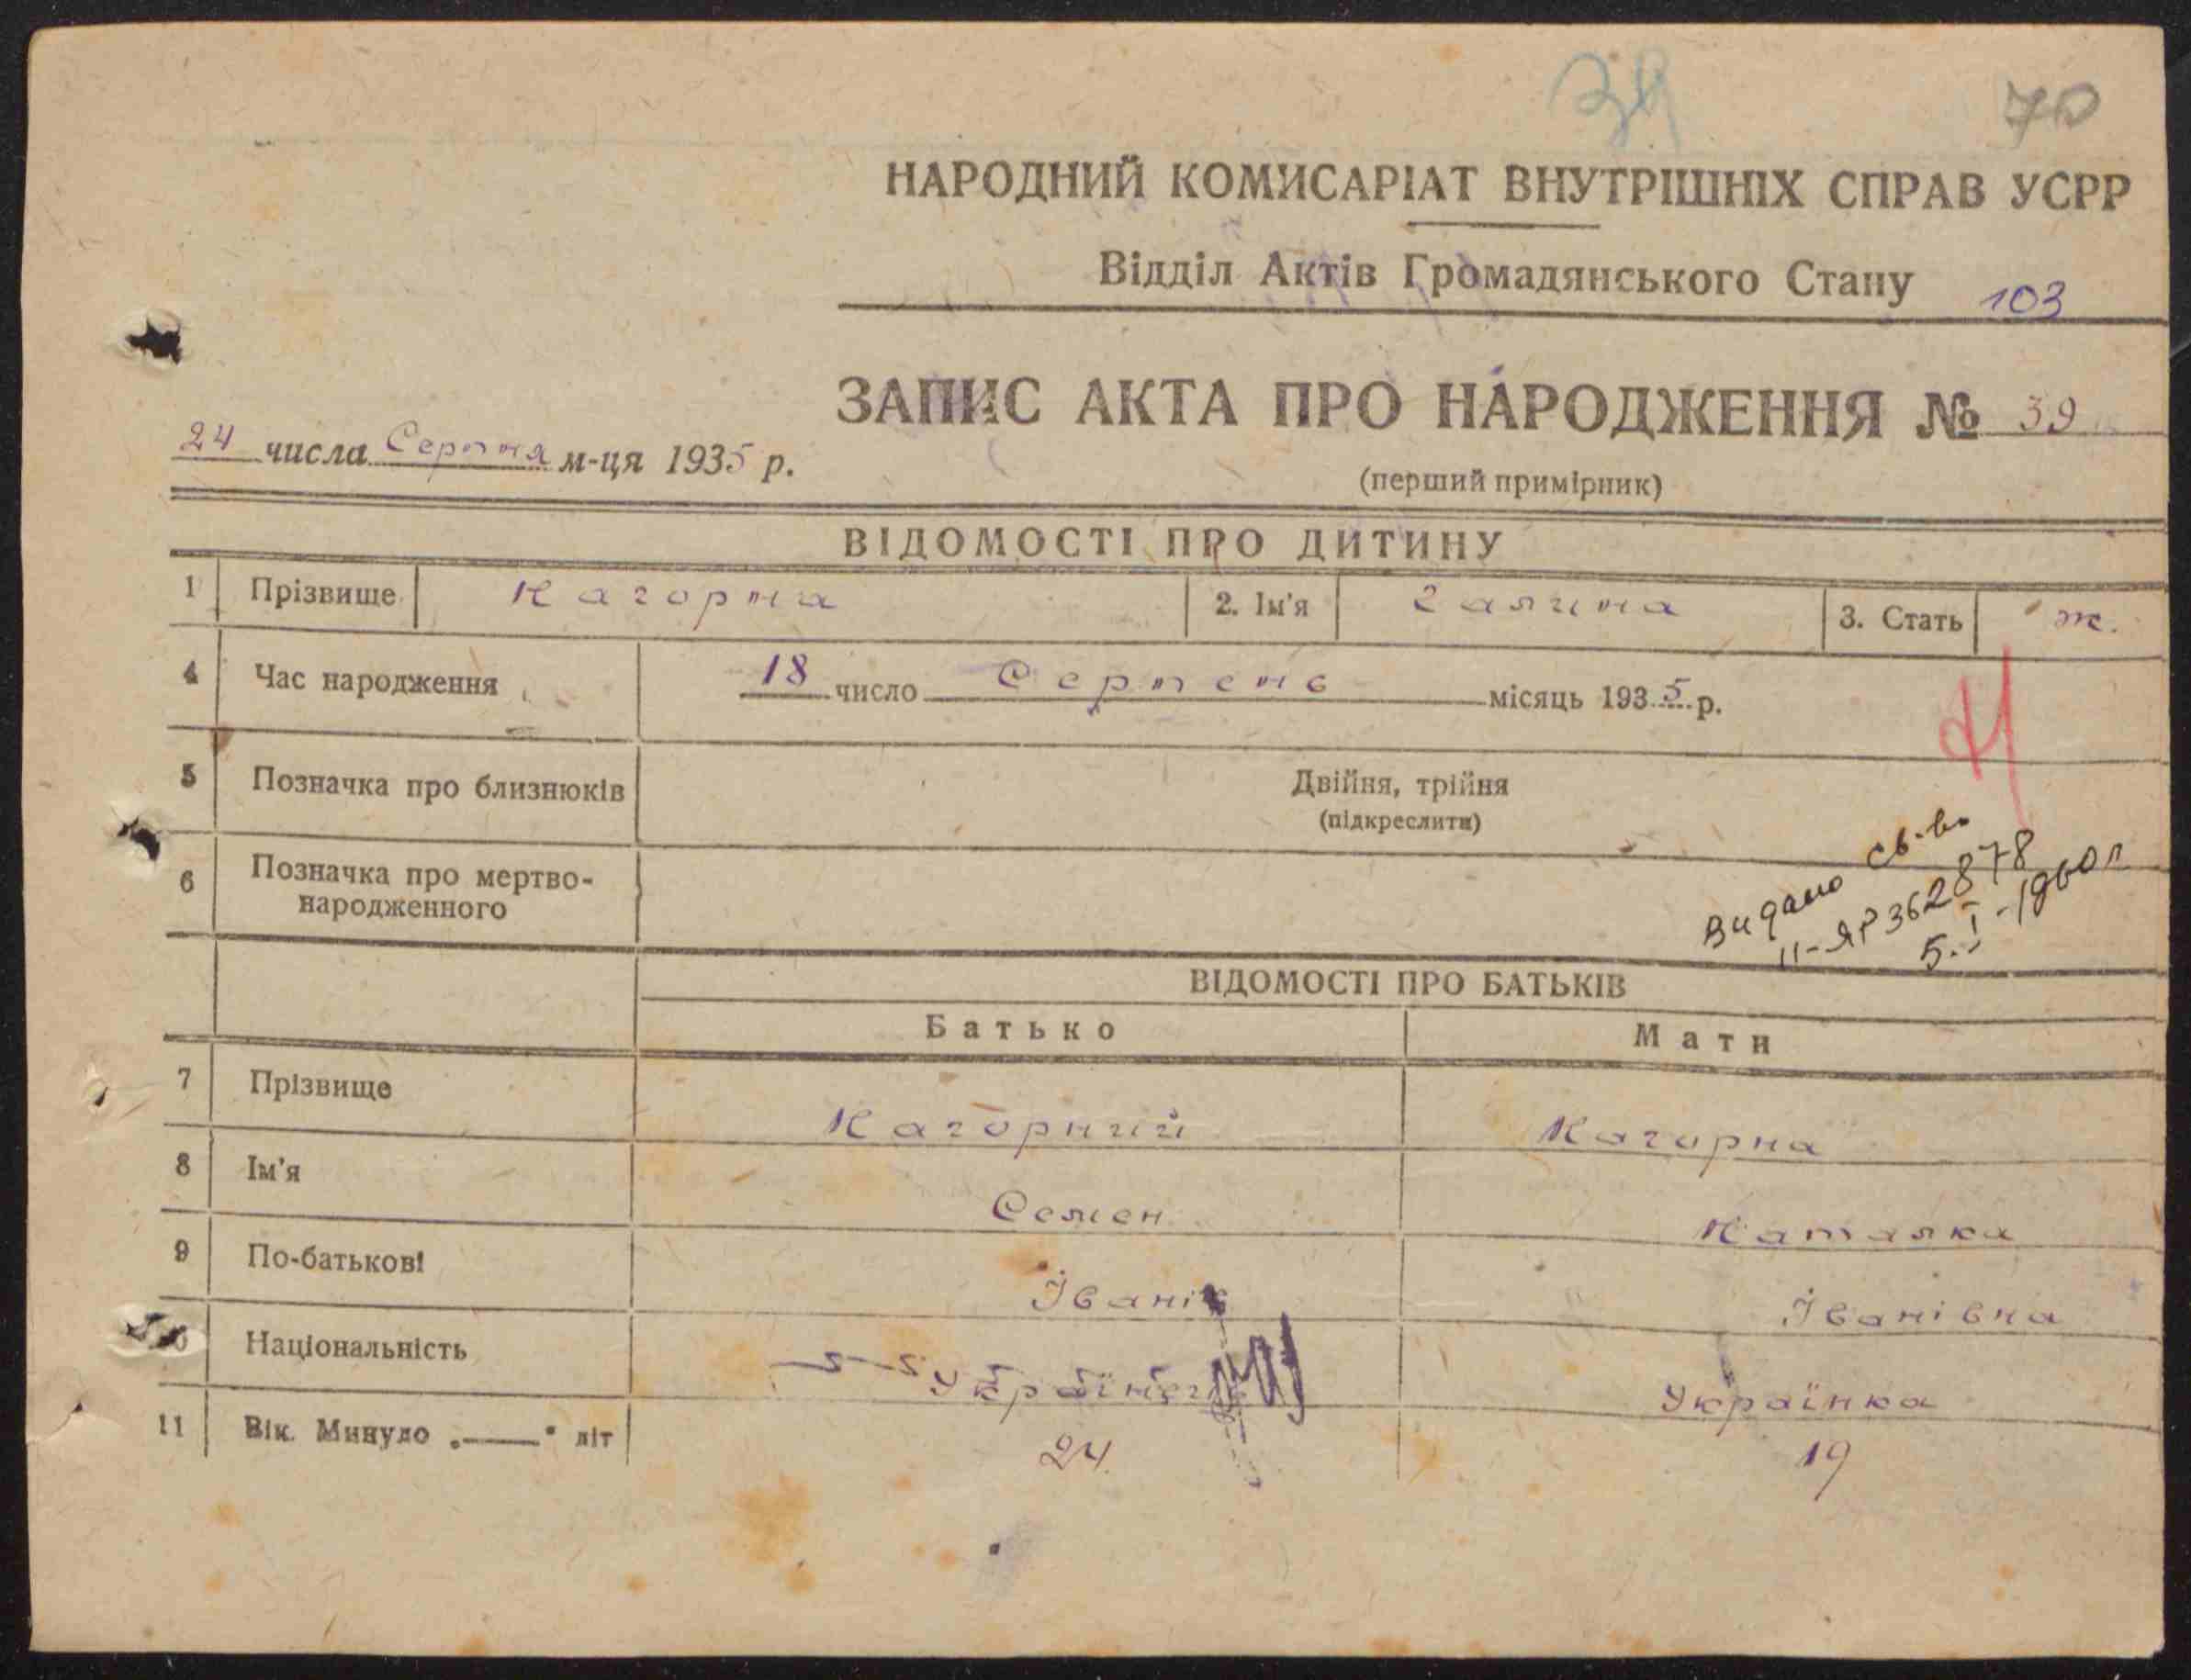 70
НАРОДНИЙ КОМИСАРІАТ ВНУТРІШНІХ СПРАВ УСРР
Відділ Актів Громадянського Стану 103
ЗАПИС АКТА ПРО НАРОДЖЕННЯ № 39
24 числа Серпня м-ця 1935 р.
(перший примірник)
ВІДОМОСТІ ПРО ДИТИНУ
1 Прізвище Нагорна 2. Ім'я Галина 3. Стать ж.
4 Час народження 18 число Серпень місяць 1935 р.
5 Позначка про близнюків Двійня, трійня
(підкреслити)
6 Позначка про мертво-
народженного
Видано св-во
II-ЯР 3628878
5.I-1960р
ВІДОМОСТІ ПРО БАТЬКІВ
Батько Мати
7 Прізвище Нагорний Нагорна
8 Ім'я Семен Наталка
9 По-батькові Іванів Іванівна
10 Національність Українець Українка
11 Вік. Минуло „——" літ 24 19